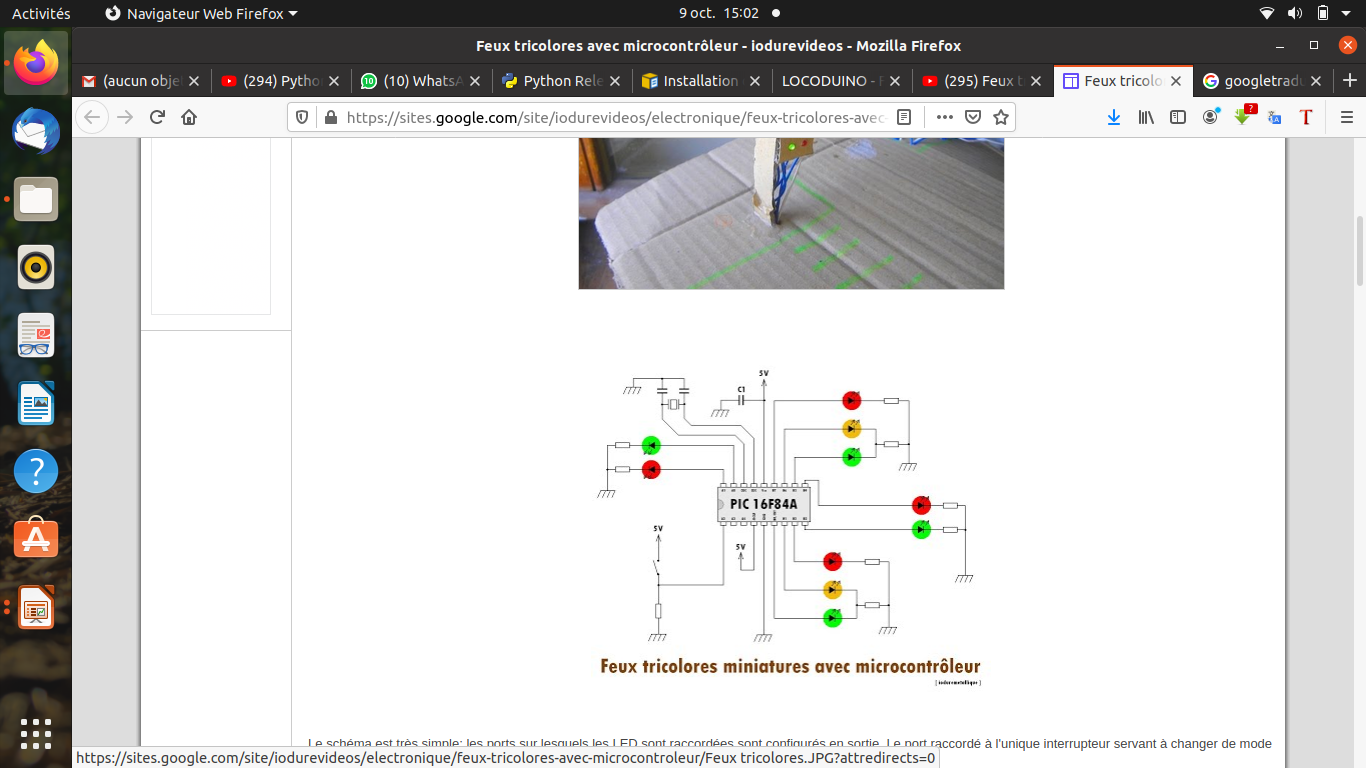 Activités
Navigateur Web Firefox
9 oct. 15:02
Feux tricolores avec microcontrôleur - iodurevideos - Mozilla Firefox
(aucun obje
(294) Pytho
(10) WhatsA
Python Rele
Installation
LOCODUINO - F
(295) Feux t
Feux tricolo
googletradu
https://sites.google.com/site/iodurevideos/electronique/feux-tricolores-avec-
5V
C1
PIC 16F84A
5V
5V
Feux tricolores miniatures avec microcontrôleur
[ ioduremetallique ]
Le schéma est très simple: les ports sur lesquels les LED sont raccordées sont configurés en sortie. Le port raccordé à l'unique interrupteur servant à changer de mode
https://sites.google.com/site/iodurevideos/electronique/feux-tricolores-avec-microcontroleur/Feux tricolores.JPG?attredirects=0